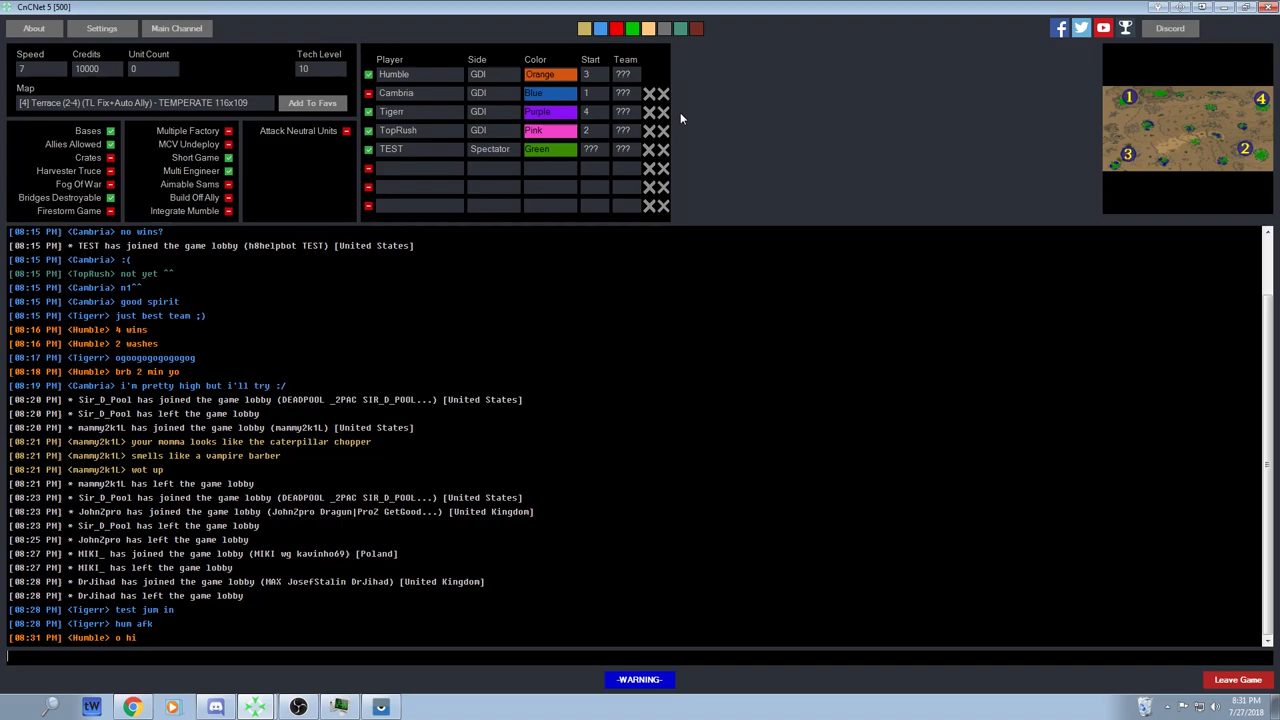 CnCNet 5 [500]
About Settings Main Channel Discord
Speed Credits Unit Count Tech Level
7 10000 0 10
Map
[4] Terrace (2-4) (TL Fix+Auto Ally) - TEMPERATE 116x109 Add To Favs
Bases Multiple Factory Attack Neutral Units
Allies Allowed MCV Undeploy
Crates Short Game
Harvester Truce Multi Engineer
Fog Of War Aimable Sams
Bridges Destroyable Build Off Ally
Firestorm Game Integrate Mumble
Player Side Color Start Team
Humble GDI Orange 3 ???
Cambria GDI Blue 1 ???
Tigerr GDI Purple 4 ???
TopRush GDI Pink 2 ???
TEST Spectator Green ??? ???
1 4
3 2
[08:15 PM] <Cambria> no wins?
[08:15 PM] * TEST has joined the game lobby (h8helpbot TEST) [United States]
[08:15 PM] <Cambria> :(
[08:15 PM] <TopRush> not yet ^^
[08:15 PM] <Cambria> n1^^
[08:15 PM] <Cambria> good spirit
[08:15 PM] <Tigerr> just best team ;)
[08:16 PM] <Humble> 4 wins
[08:16 PM] <Humble> 2 washes
[08:17 PM] <Tigerr> ogoogogogogogog
[08:18 PM] <Humble> brb 2 min yo
[08:19 PM] <Cambria> i'm pretty high but i'll try :/
[08:20 PM] * Sir_D_Pool has joined the game lobby (DEADPOOL _2PAC SIR_D_POOL...) [United States]
[08:20 PM] * Sir_D_Pool has left the game lobby
[08:20 PM] * mammy2k1L has joined the game lobby (mammy2k1L) [United States]
[08:21 PM] <mammy2k1L> your momma looks like the caterpillar chopper
[08:21 PM] <mammy2k1L> smells like a vampire barber
[08:21 PM] <mammy2k1L> wot up
[08:21 PM] * mammy2k1L has left the game lobby
[08:23 PM] * Sir_D_Pool has joined the game lobby (DEADPOOL _2PAC SIR_D_POOL...) [United States]
[08:23 PM] * JohnZpro has joined the game lobby (JohnZpro Dragun|ProZ GetGood...) [United Kingdom]
[08:23 PM] * Sir_D_Pool has left the game lobby
[08:25 PM] * JohnZpro has left the game lobby
[08:27 PM] * MIKI_ has joined the game lobby (MIKI wg kavinho69) [Poland]
[08:27 PM] * MIKI_ has left the game lobby
[08:28 PM] * DrJihad has joined the game lobby (MAX JosefStalin DrJihad) [United Kingdom]
[08:28 PM] * DrJihad has left the game lobby
[08:28 PM] <Tigerr> test jum in
[08:28 PM] <Tigerr> hum afk
[08:31 PM] <Humble> o hi
-WARNING- Leave Game
tW
8:31 PM
7/27/2018